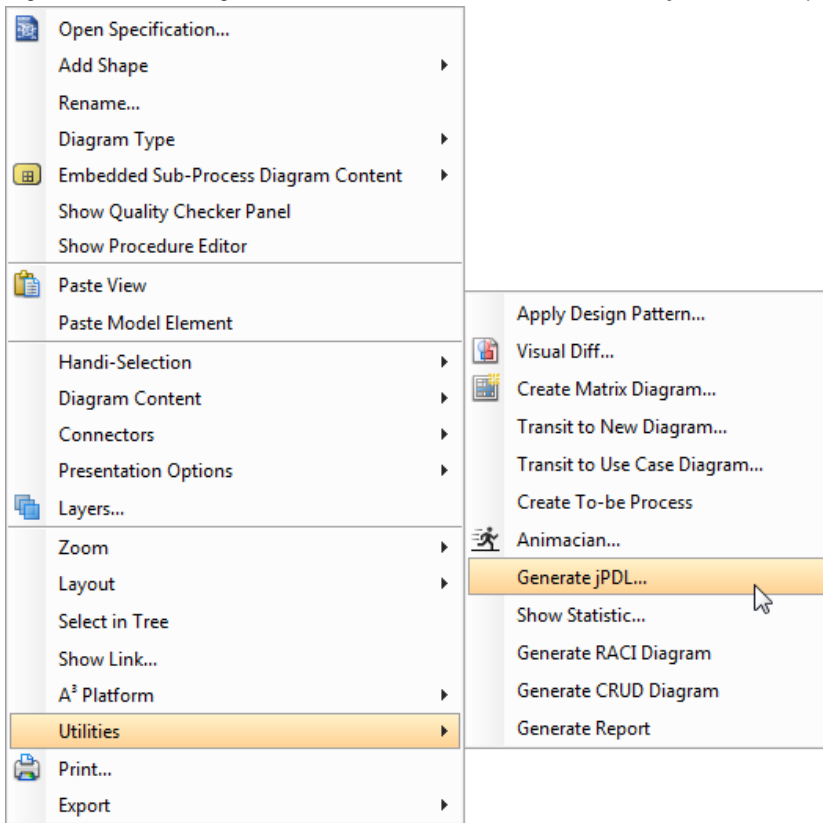 Open Specification...
Add Shape
Rename...
Diagram Type
Embedded Sub-Process Diagram Content
Show Quality Checker Panel
Show Procedure Editor
Paste View
Paste Model Element
Handi-Selection
Diagram Content
Connectors
Presentation Options
Layers...
Zoom
Layout
Select in Tree
Show Link...
A³ Platform
Utilities
Print...
Export
Apply Design Pattern...
Visual Diff...
Create Matrix Diagram...
Transit to New Diagram...
Transit to Use Case Diagram...
Create To-be Process
Animacian...
Generate jPDL...
Show Statistic...
Generate RACI Diagram
Generate CRUD Diagram
Generate Report